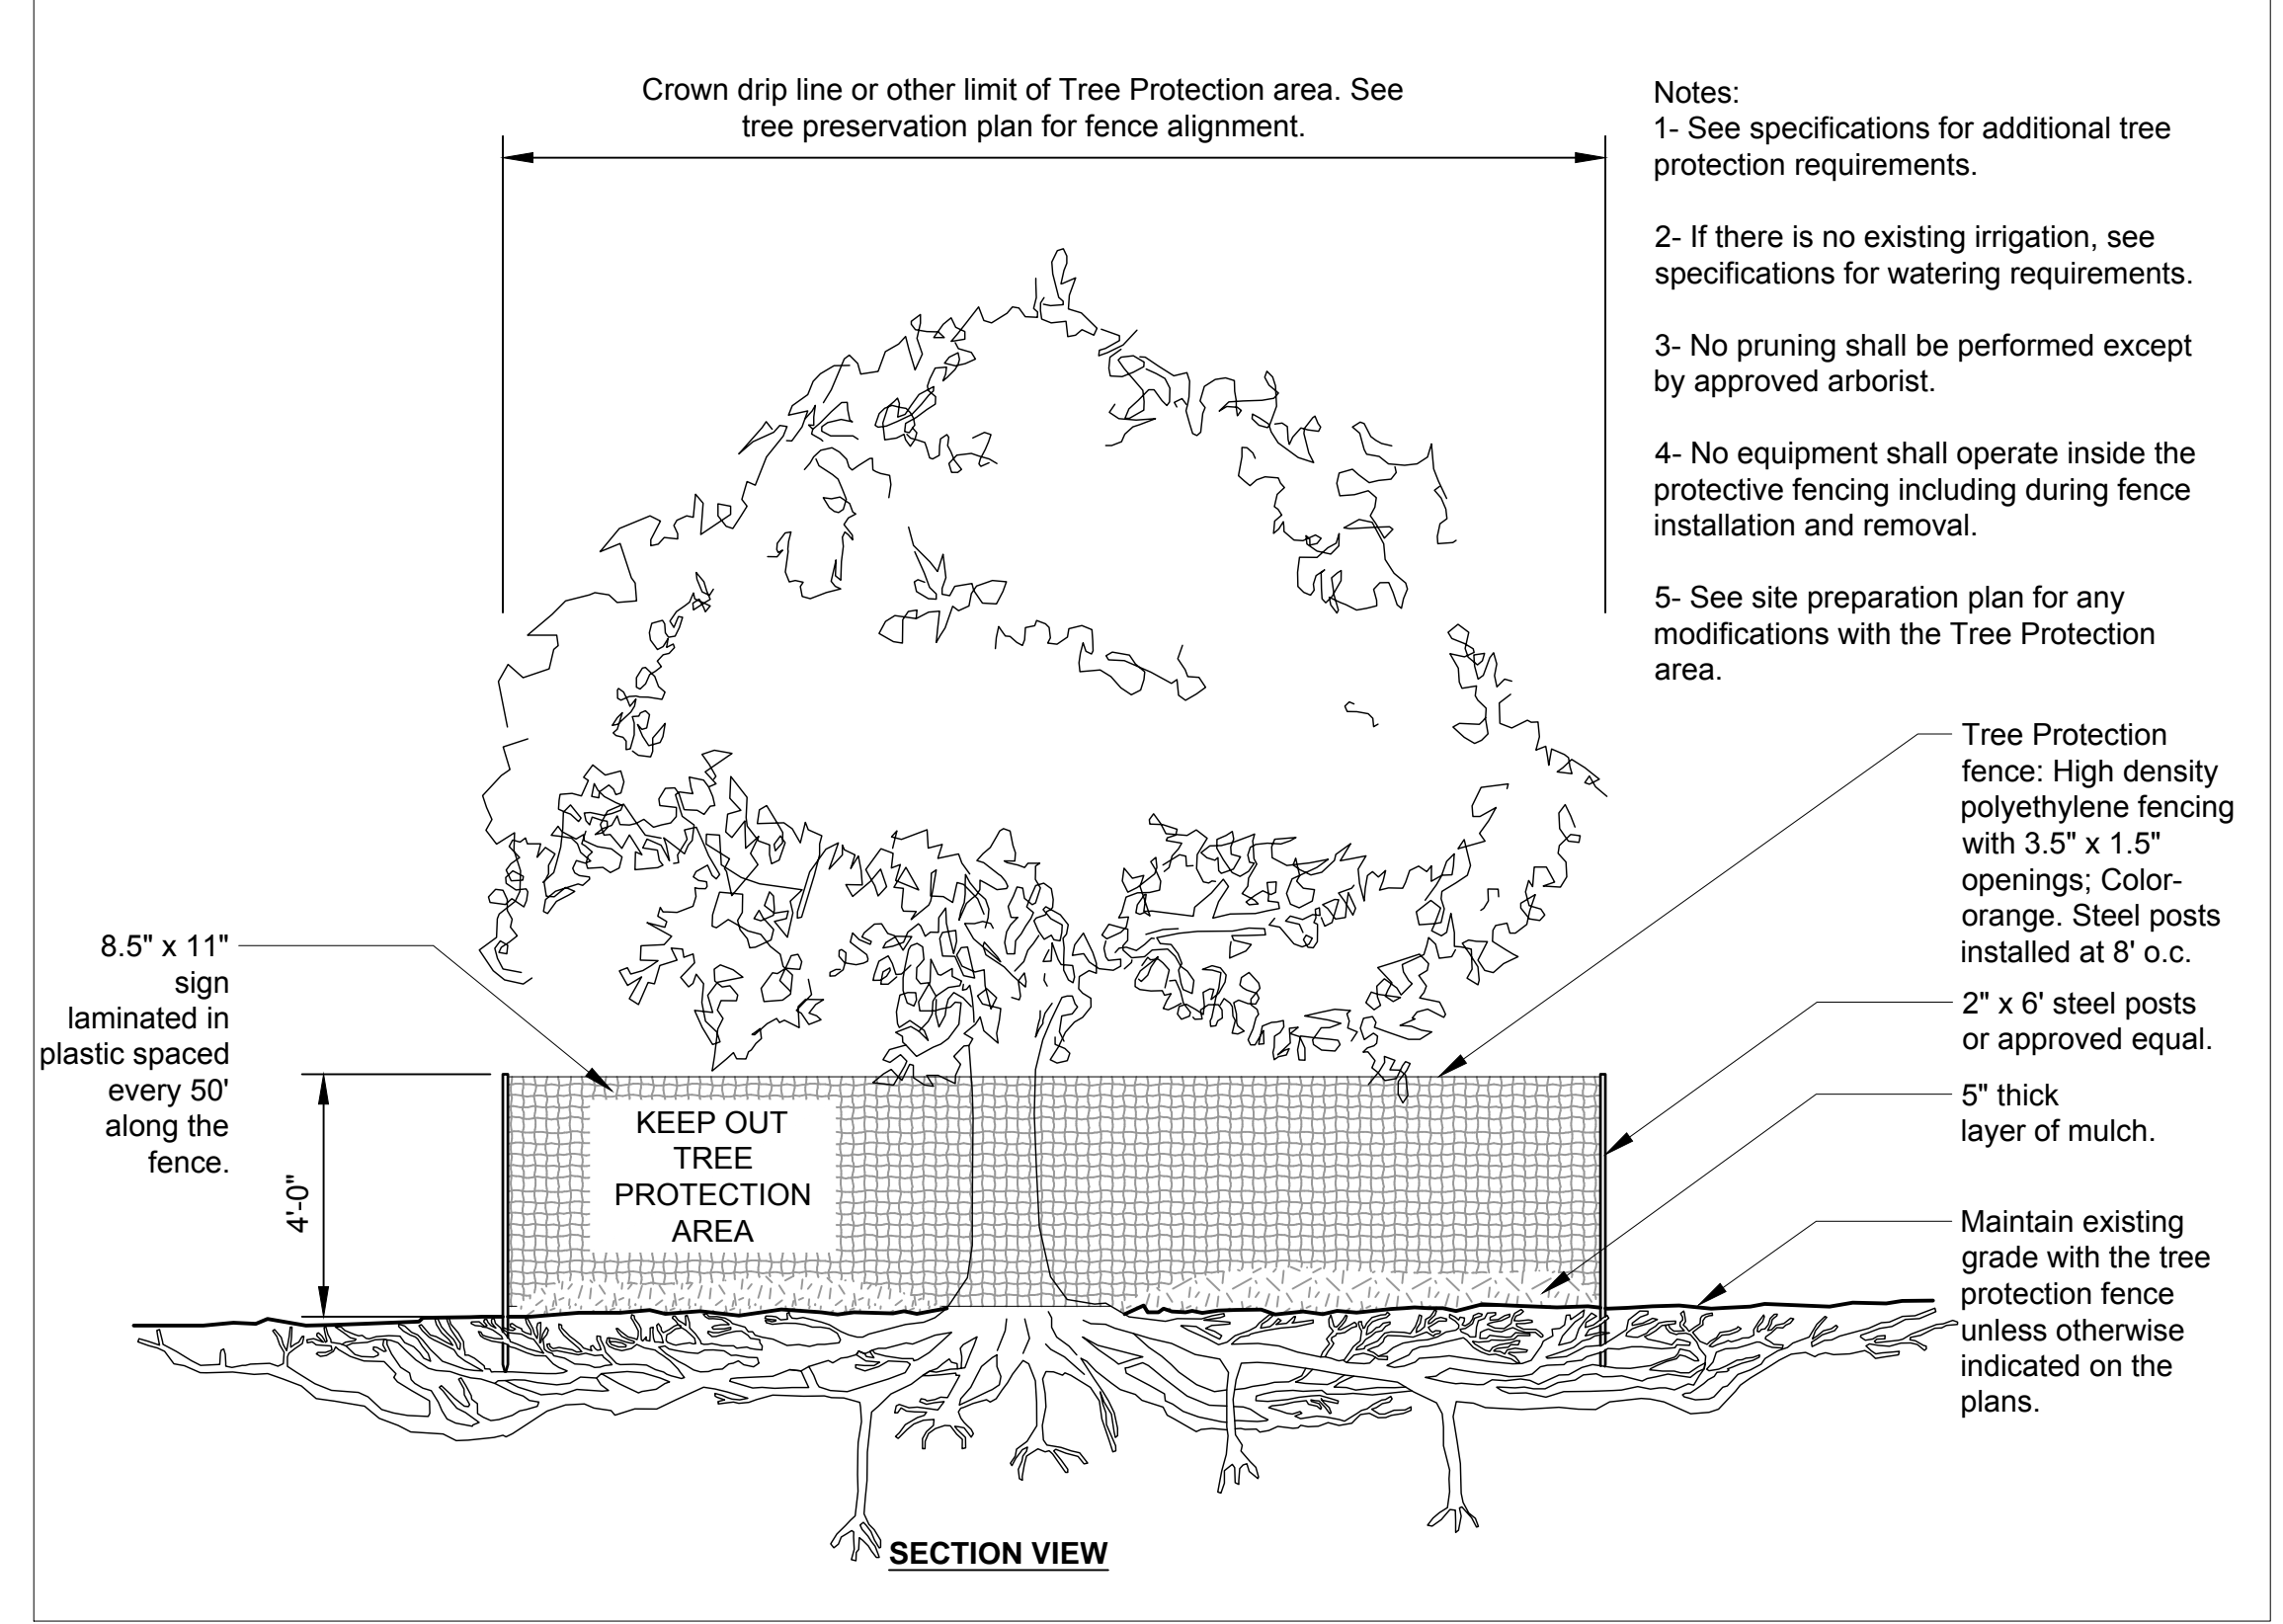 Crown drip line or other limit of Tree Protection area. See
tree preservation plan for fence alignment.
Notes:
1- See specifications for additional tree
protection requirements.
2- If there is no existing irrigation, see
specifications for watering requirements.
3- No pruning shall be performed except
by approved arborist.
4- No equipment shall operate inside the
protective fencing including during fence
installation and removal.
5- See site preparation plan for any
modifications with the Tree Protection
area.
Tree Protection
fence: High density
polyethylene fencing
with 3.5" x 1.5"
openings; Color-
orange. Steel posts
installed at 8' o.c.
2" x 6' steel posts
or approved equal.
5" thick
layer of mulch.
Maintain existing
grade with the tree
protection fence
unless otherwise
indicated on the
plans.
8.5" x 11"
sign
laminated in
plastic spaced
every 50'
along the
fence.
4'-0"
KEEP OUT
TREE
PROTECTION
AREA
SECTION VIEW